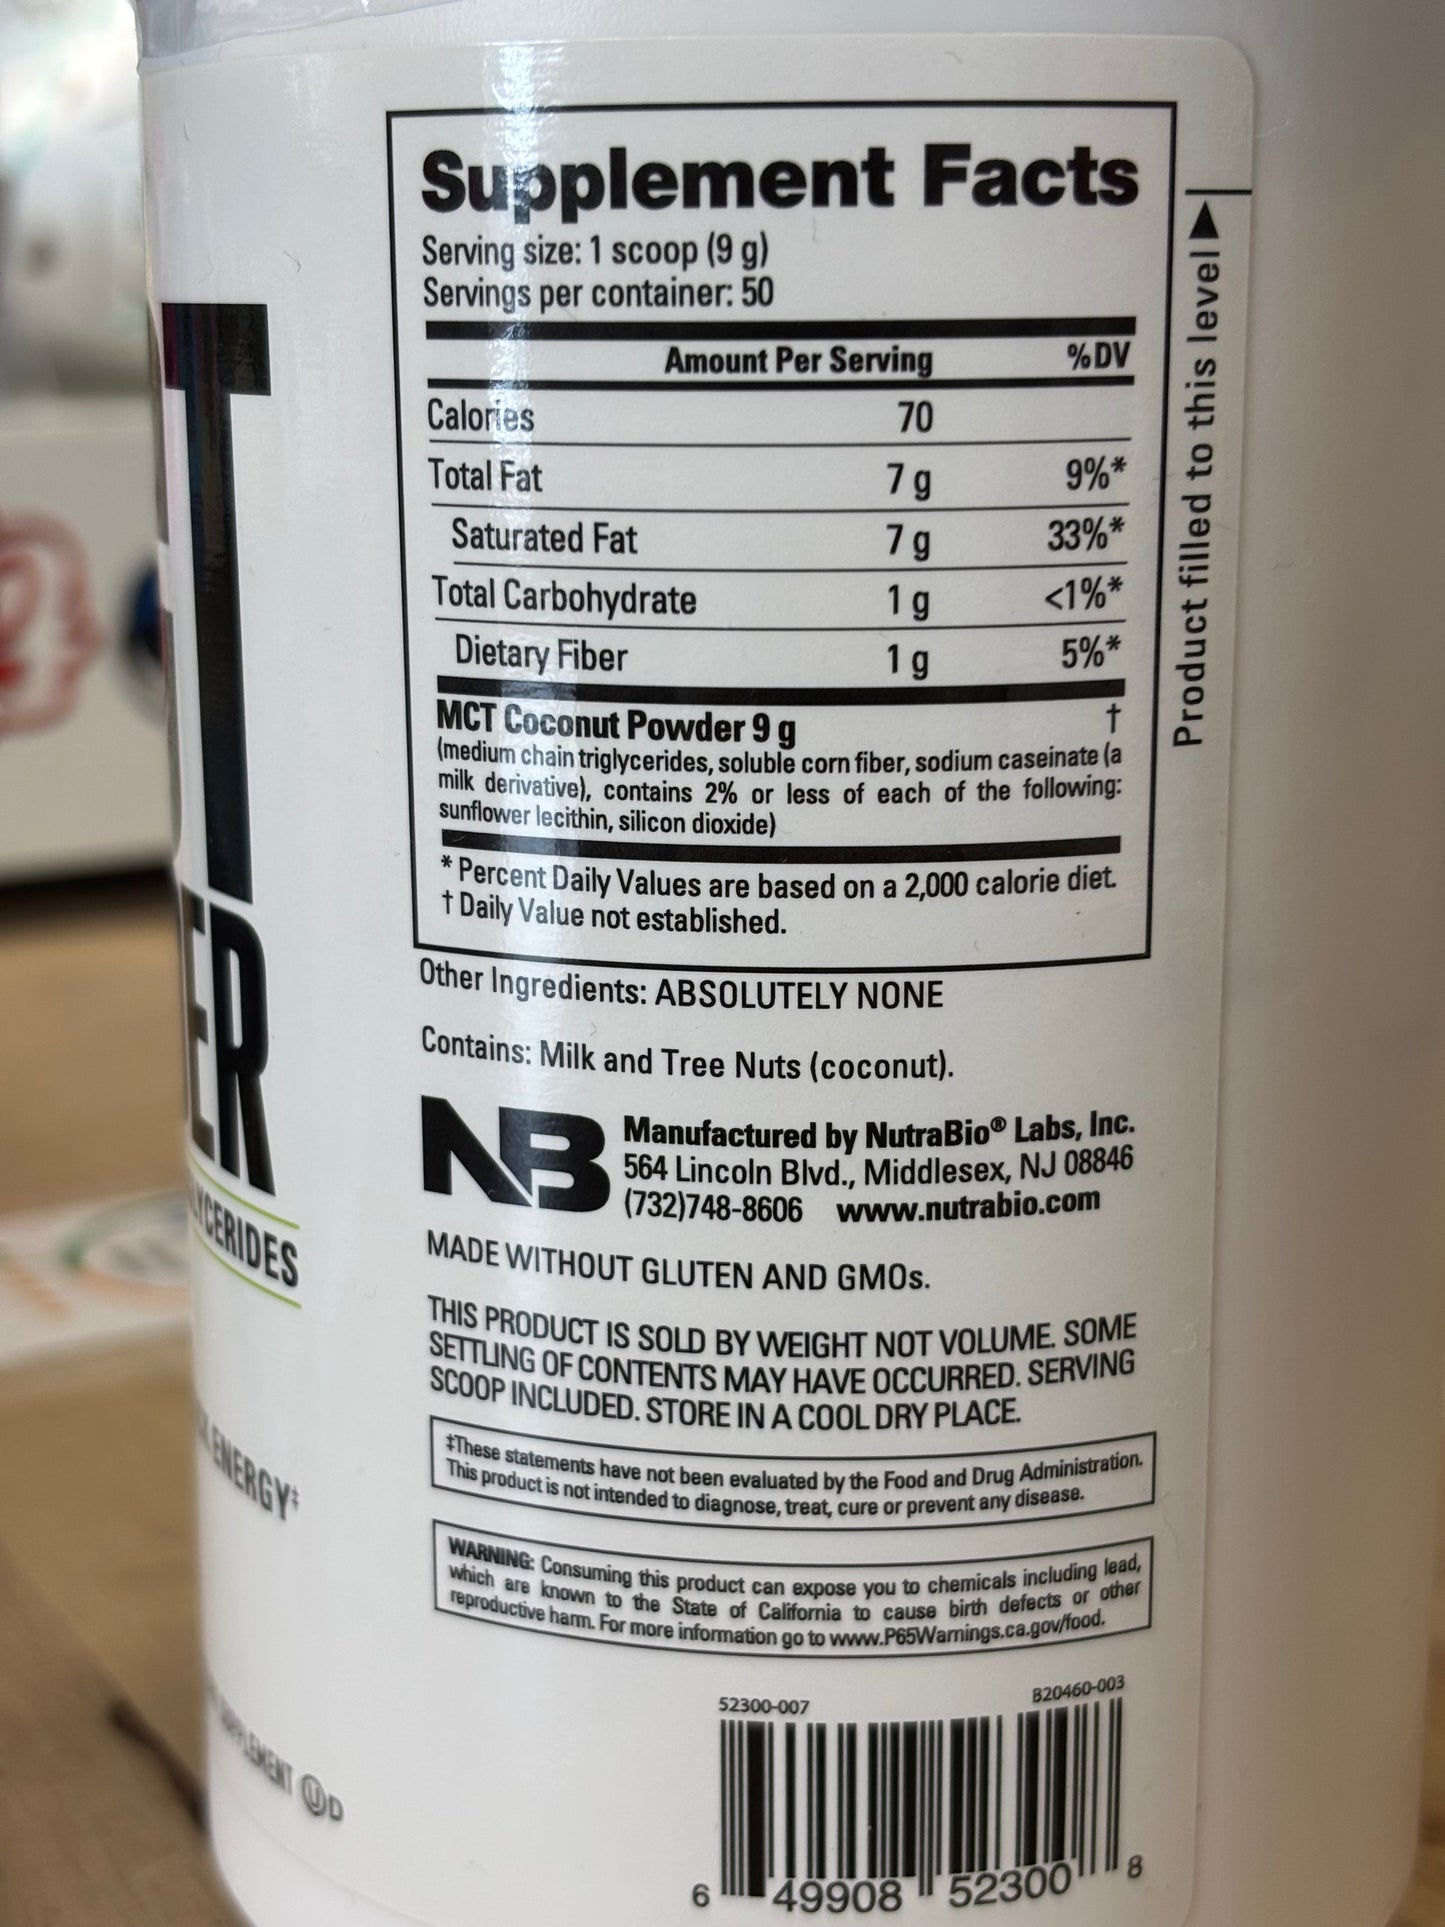 Supplement Facts
Serving size: 1 scoop (9 g)
Servings per container: 50
Amount Per Serving %DV
Calories 70
Total Fat 7 g 9%*
Saturated Fat 7 g 33%*
Total Carbohydrate 1 g <1%*
Dietary Fiber 1 g 5%*
MCT Coconut Powder 9 g †
(medium chain triglycerides, soluble corn fiber, sodium caseinate (a
milk derivative), contains 2% or less of each of the following:
sunflower lecithin, silicon dioxide)
* Percent Daily Values are based on a 2,000 calorie diet.
† Daily Value not established.
Product filled to this level
Other Ingredients: ABSOLUTELY NONE
Contains: Milk and Tree Nuts (coconut).
NB
Manufactured by NutraBio® Labs, Inc.
564 Lincoln Blvd., Middlesex, NJ 08846
(732)748-8606 www.nutrabio.com
MADE WITHOUT GLUTEN AND GMOs.
THIS PRODUCT IS SOLD BY WEIGHT NOT VOLUME. SOME
SETTLING OF CONTENTS MAY HAVE OCCURRED. SERVING
SCOOP INCLUDED. STORE IN A COOL DRY PLACE.
‡These statements have not been evaluated by the Food and Drug Administration.
This product is not intended to diagnose, treat, cure or prevent any disease.
WARNING: Consuming this product can expose you to chemicals including lead,
which are known to the State of California to cause birth defects or other
reproductive harm. For more information go to www.P65Warnings.ca.gov/food.
52300-007 B20460-003
6 49908 52300 8
T
ER
LYCERIDES
ENERGY‡
SUPPLEMENT U D